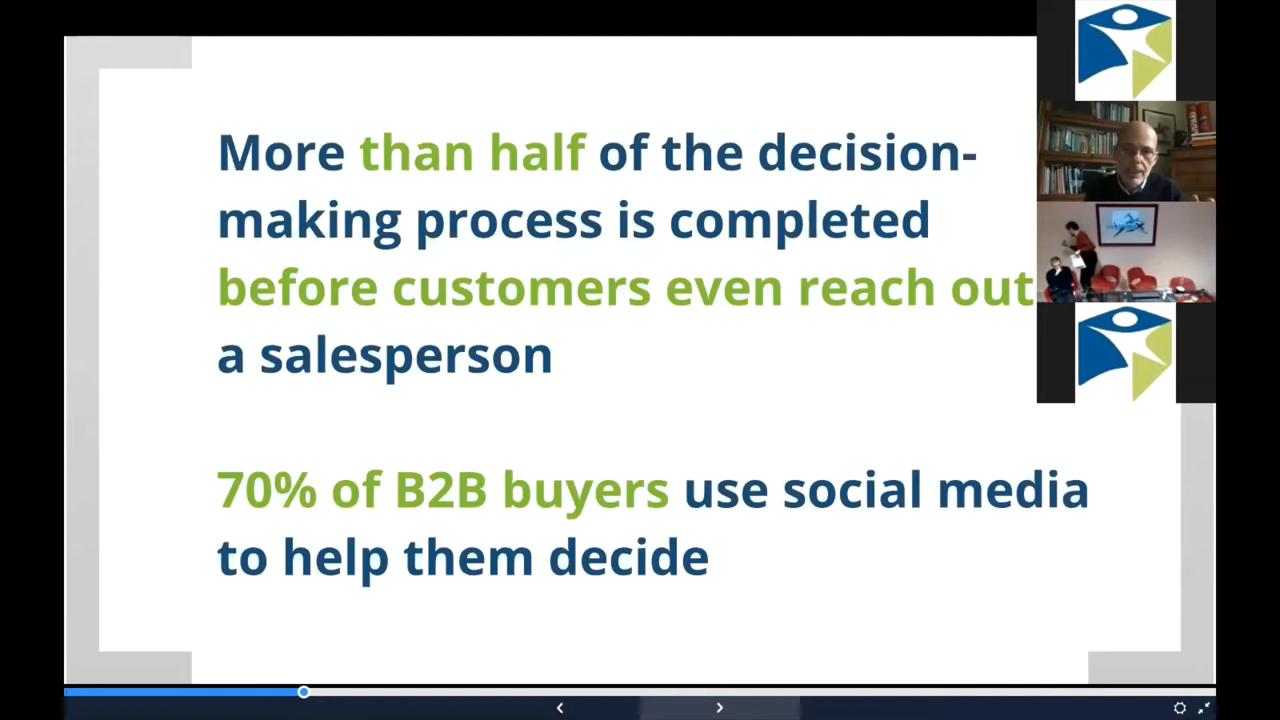 More than half of the decision-
making process is completed
before customers even reach out
a salesperson
70% of B2B buyers use social media
to help them decide